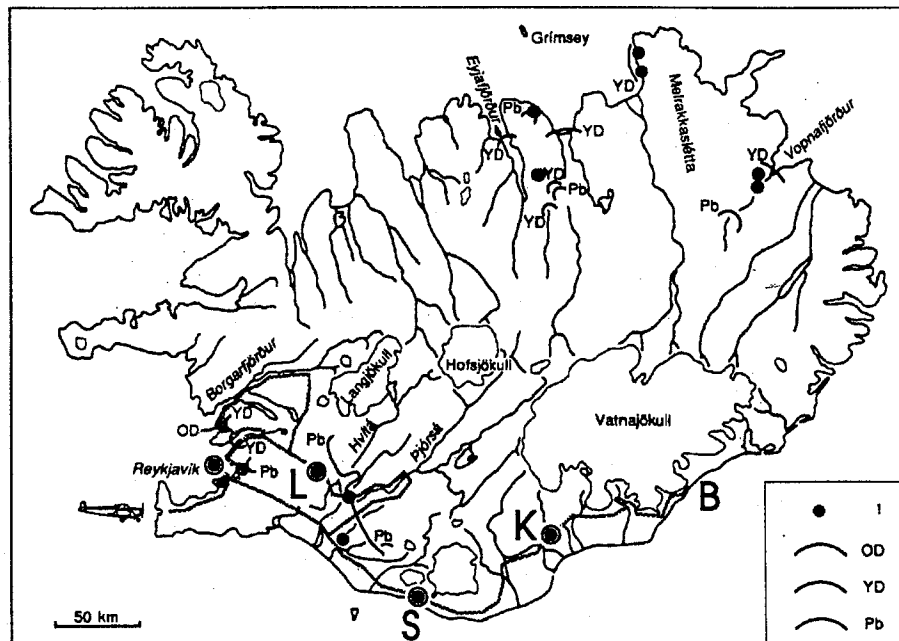 Grímsey
Eyjafjörður
Melrakkaslétta
Vopnafjörður
YD
Pb
YD
YD
YD
Pb
YD
YD
Pb
Borgarfjörður
Langjökull
Hofsjökull
Vatnajökull
Hvítá
Þjórsá
YD
OD
YD
Pb
Reykjavík
Pb
L
Pb
K
B
S
50 km
1
OD
YD
Pb